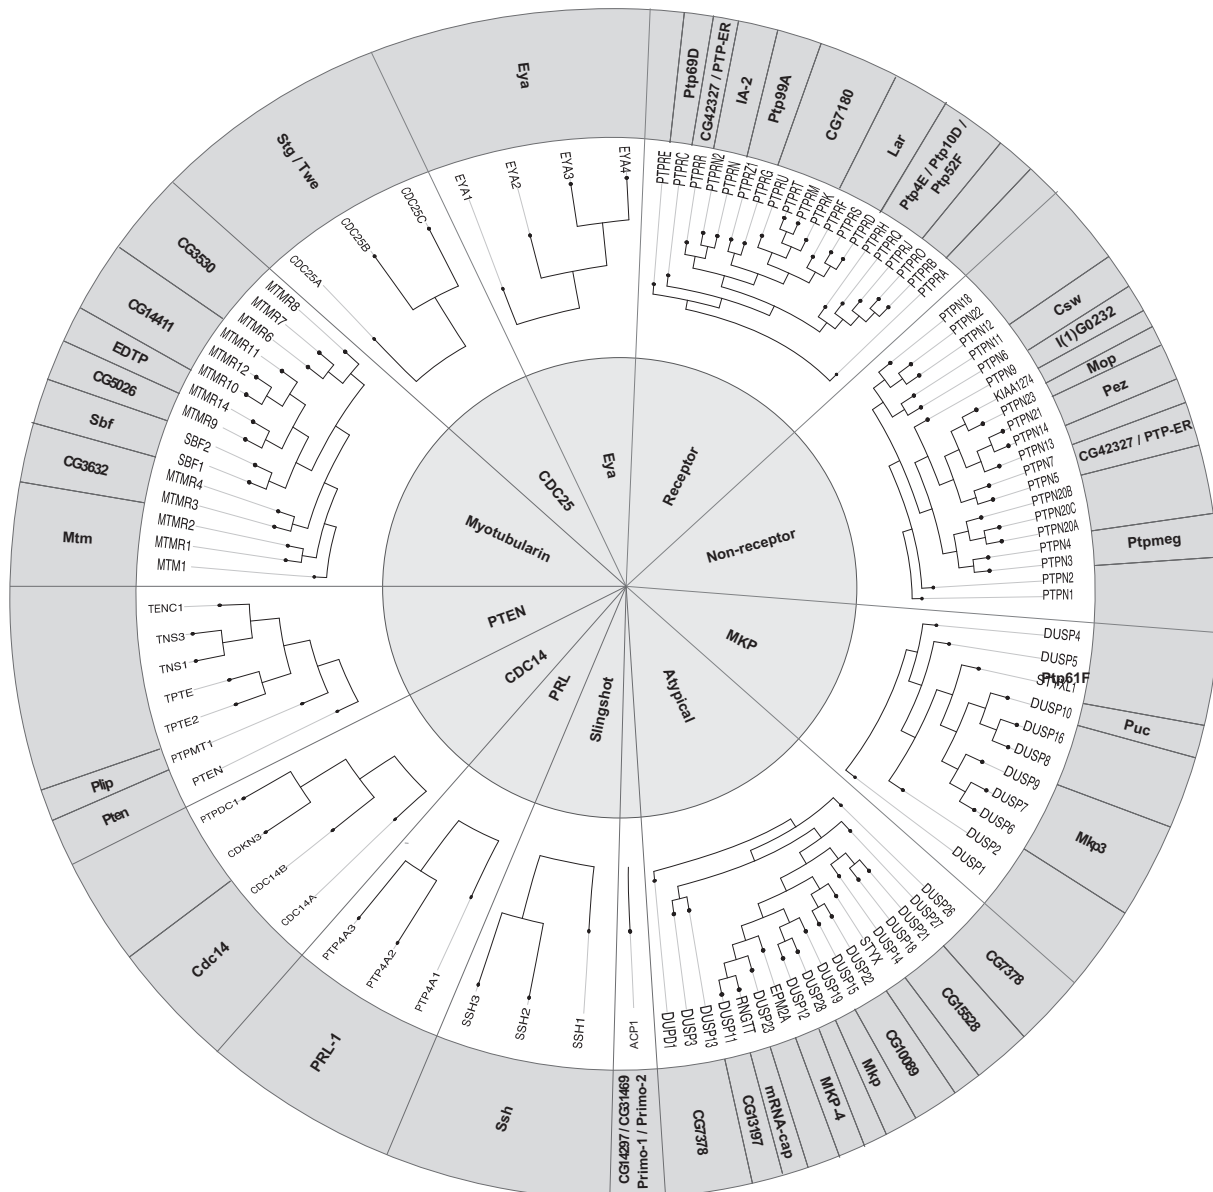 Eya
Ptp69D
CG42327 / PTP-ER
IA-2
Ptp99A
CG7180
Lar
Ptp4E / Ptp10D /
Ptp52F
Csw
l(1)G0232
Mop
Pez
CG42327 / PTP-ER
Ptpmeg
Ptp61F
Puc
Mkp3
CG7378
CG15528
CG10089
Mkp
MKP-4
mRNA-cap
CG13197
CG7378
CG14297 / CG31469
Primo-1 / Primo-2
Ssh
PRL-1
Cdc14
Pten
Plip
Mtm
CG3632
Sbf
CG5026
EDTP
CG14411
CG3530
Stg / Twe
EYA1
EYA2
EYA3
EYA4
PTPRE
PTPRC
PTPRR
PTPRN2
PTPRN
PTPRZ1
PTPRG
PTPRU
PTPRT
PTPRM
PTPRK
PTPRF
PTPRS
PTPRD
PTPRH
PTPRQ
PTPRJ
PTPRO
PTPRB
PTPRA
PTPN18
PTPN22
PTPN12
PTPN11
PTPN6
PTPN9
KIAA1274
PTPN23
PTPN21
PTPN14
PTPN13
PTPN7
PTPN5
PTPN20B
PTPN20C
PTPN20A
PTPN4
PTPN3
PTPN2
PTPN1
DUSP4
DUSP5
STYXL1
DUSP10
DUSP16
DUSP8
DUSP9
DUSP7
DUSP6
DUSP2
DUSP1
DUSP26
DUSP27
DUSP21
DUSP18
DUSP14
STYX
DUSP22
DUSP15
DUSP19
DUSP28
DUSP12
EPM2A
DUSP23
RNGTT
DUSP11
DUSP13
DUSP3
DUPD1
ACP1
SSH1
SSH2
SSH3
PTP4A1
PTP4A2
PTP4A3
CDC14A
CDC14B
CDKN3
PTPDC1
PTEN
PTPMT1
TPTE2
TPTE
TNS1
TNS3
TENC1
MTM1
MTMR1
MTMR2
MTMR3
MTMR4
SBF1
SBF2
MTMR9
MTMR14
MTMR10
MTMR12
MTMR11
MTMR6
MTMR7
MTMR8
CDC25A
CDC25B
CDC25C
Eya
Receptor
Non-receptor
MKP
Atypical
Slingshot
PRL
CDC14
PTEN
Myotubularin
CDC25